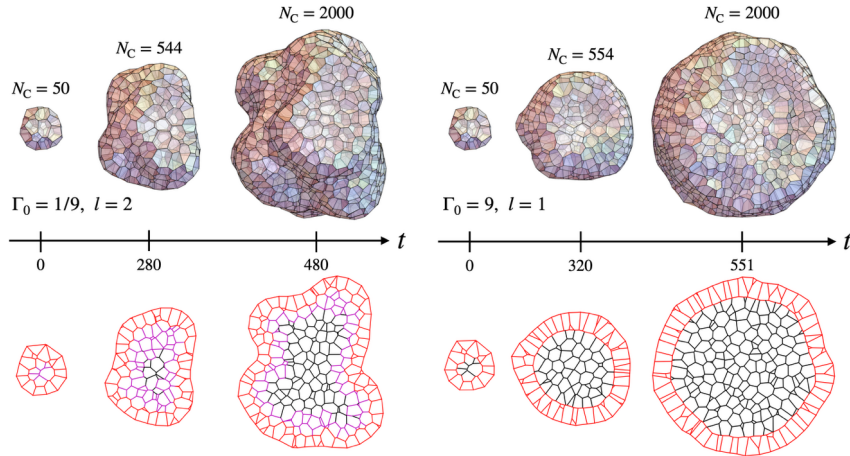 N_C = 50
N_C = 544
N_C = 2000
Γ_0 = 1/9, l = 2
0
280
480
t
N_C = 50
N_C = 554
N_C = 2000
Γ_0 = 9, l = 1
0
320
551
t